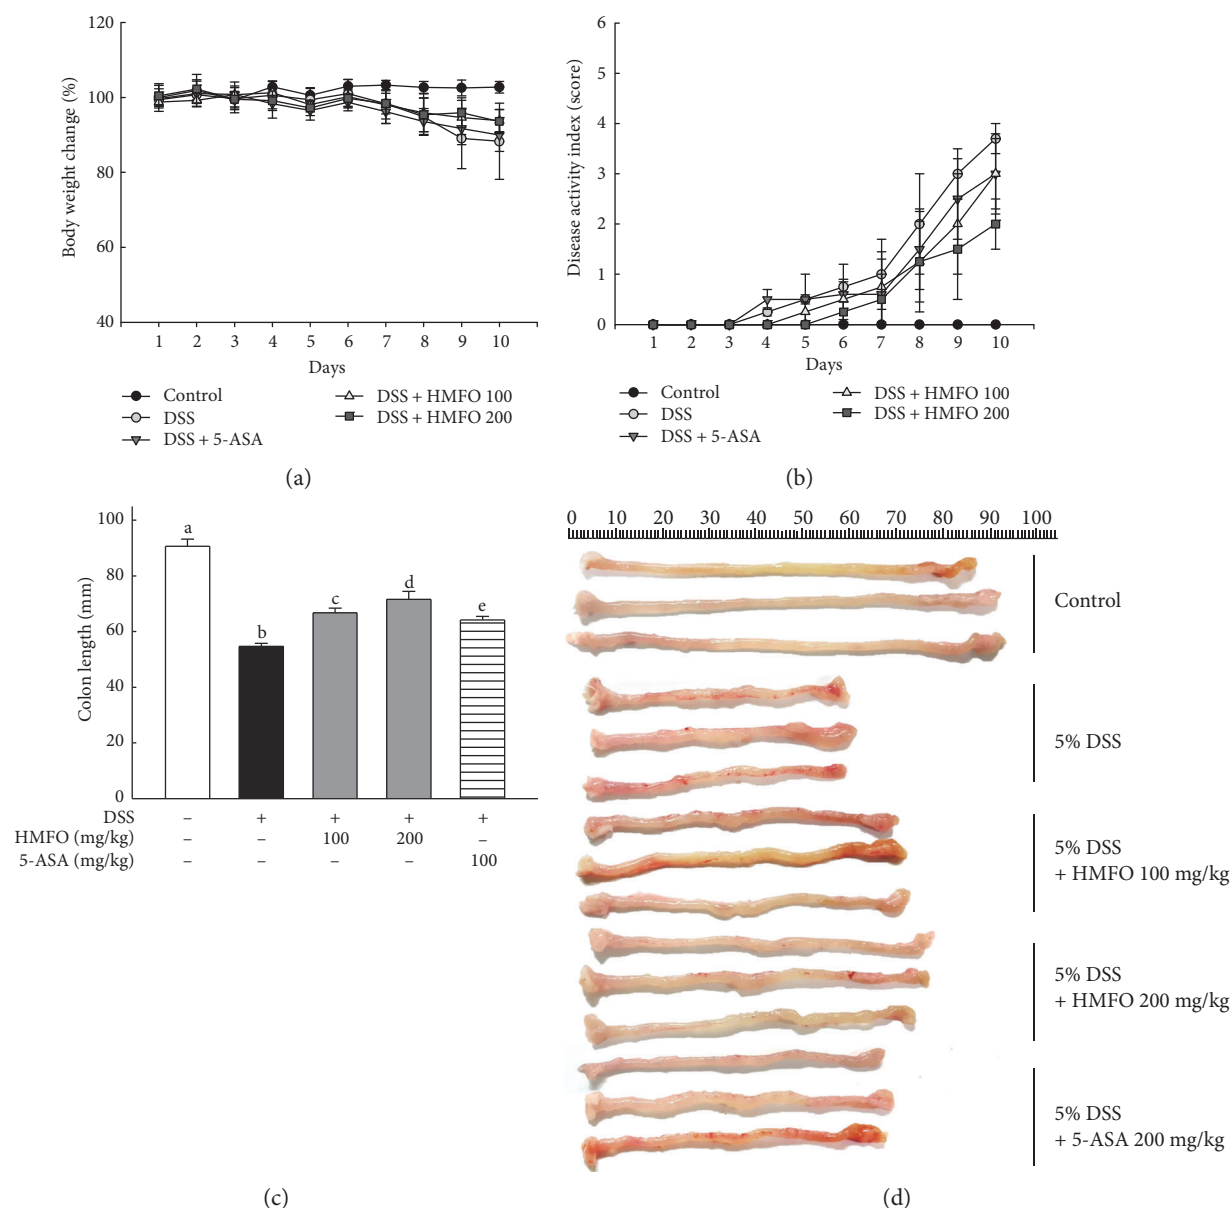 120
100
80
60
40
Body weight change (%)
1 2 3 4 5 6 7 8 9 10
Days
Control
DSS
DSS + 5-ASA
DSS + HMFO 100
DSS + HMFO 200
(a)
6
5
4
3
2
1
0
Disease activity index (score)
1 2 3 4 5 6 7 8 9 10
Days
Control
DSS
DSS + 5-ASA
DSS + HMFO 100
DSS + HMFO 200
(b)
100
80
60
40
20
0
Colon length (mm)
a
b
c
d
e
DSS – + + + +
HMFO (mg/kg) – – 100 200 –
5-ASA (mg/kg) – – – – 100
(c)
0 10 20 30 40 50 60 70 80 90 100
Control
5% DSS
5% DSS
+ HMFO 100 mg/kg
5% DSS
+ HMFO 200 mg/kg
5% DSS
+ 5-ASA 200 mg/kg
(d)